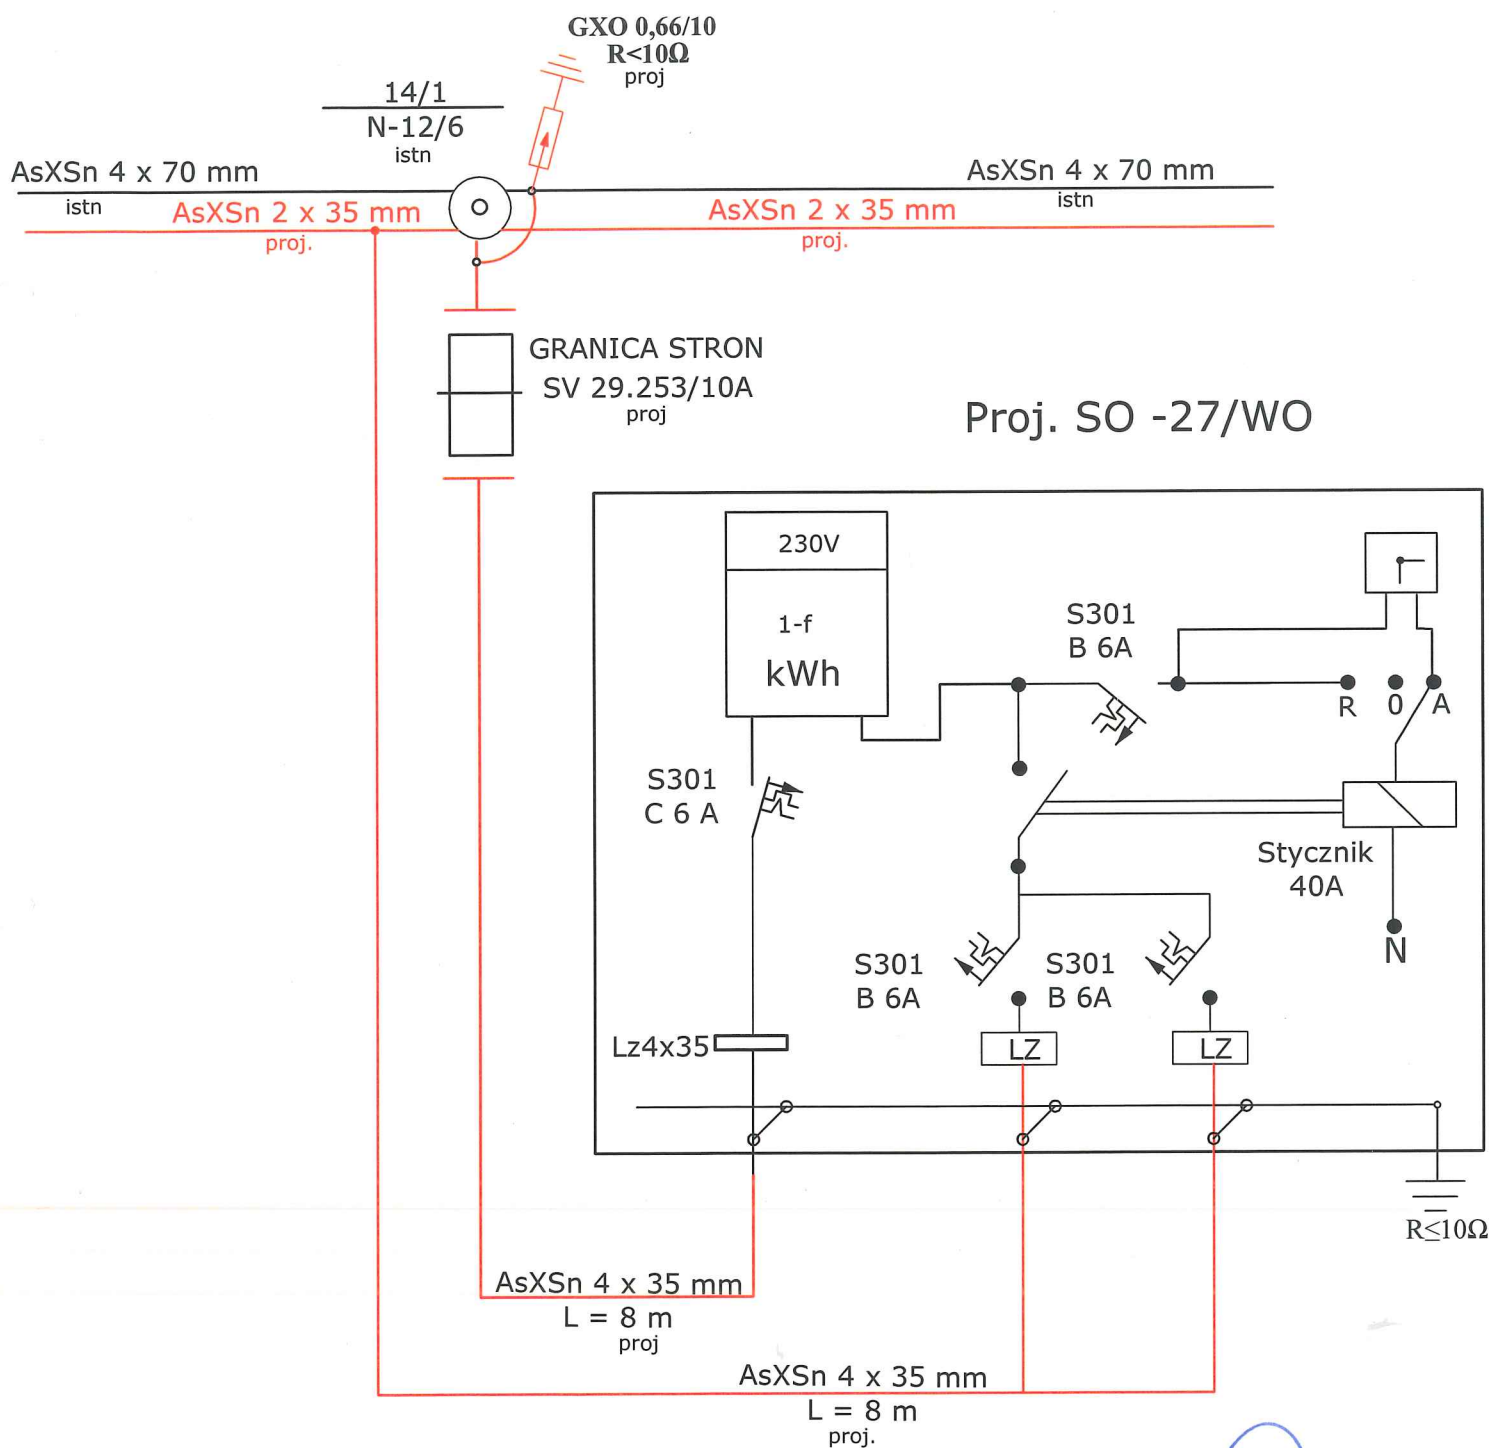 GXO 0,66/10
R<10Ω
proj
14/1
N-12/6
istn
AsXSn 4 x 70 mm
istn
AsXSn 4 x 70 mm
istn
AsXSn 2 x 35 mm
proj.
AsXSn 2 x 35 mm
proj.
GRANICA STRON
SV 29.253/10A
proj
Proj. SO -27/WO
230V
1-f
kWh
S301
B 6A
R 0 A
S301
C 6 A
Stycznik
40A
N
S301
B 6A
S301
B 6A
Lz4x35
LZ
LZ
R≤10Ω
AsXSn 4 x 35 mm
L = 8 m
proj
AsXSn 4 x 35 mm
L = 8 m
proj.